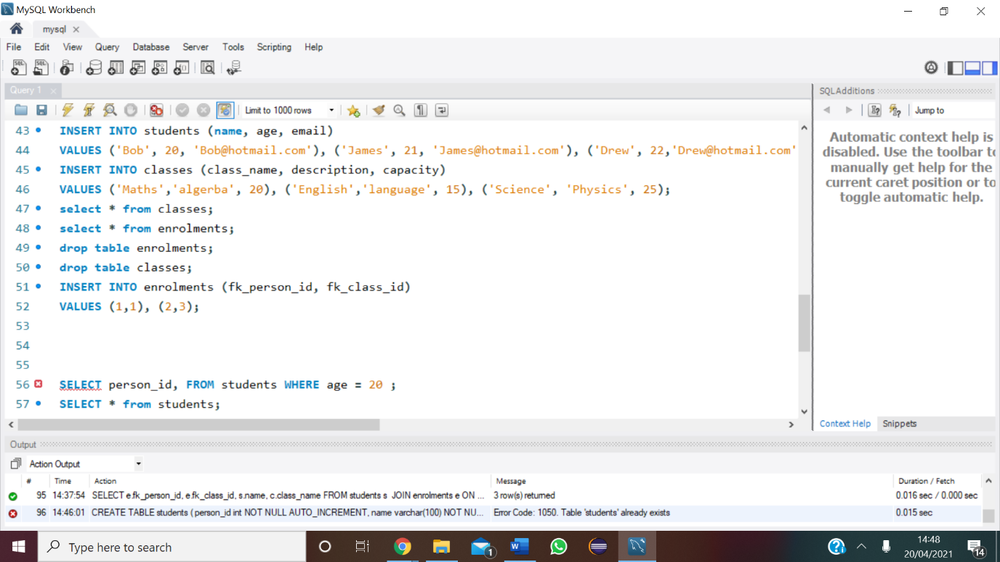 MySQL Workbench
mysql
File Edit View Query Database Server Tools Scripting Help
Query 1
SQLAdditions
Limit to 1000 rows
Jump to
43 INSERT INTO students (name, age, email)
44 VALUES ('Bob', 20, 'Bob@hotmail.com'), ('James', 21, 'James@hotmail.com'), ('Drew', 22,'Drew@hotmail.com'
45 INSERT INTO classes (class_name, description, capacity)
46 VALUES ('Maths','algerba', 20), ('English','language', 15), ('Science', 'Physics', 25);
47 select * from classes;
48 select * from enrolments;
49 drop table enrolments;
50 drop table classes;
51 INSERT INTO enrolments (fk_person_id, fk_class_id)
52 VALUES (1,1), (2,3);
53
54
55
56 SELECT person_id, FROM students WHERE age = 20 ;
57 SELECT * from students;
Automatic context help is
disabled. Use the toolbar to
manually get help for the
current caret position or to
toggle automatic help.
Context Help Snippets
Output
Action Output
# Time Action Message Duration / Fetch
95 14:37:54 SELECT e.fk_person_id, e.fk_class_id, s.name, c.class_name FROM students s JOIN enrolments e ON ... 3 row(s) returned 0.016 sec / 0.000 sec
96 14:46:01 CREATE TABLE students ( person_id int NOT NULL AUTO_INCREMENT, name varchar(100) NOT NU... Error Code: 1050. Table 'students' already exists 0.015 sec
Type here to search
1
14:48
20/04/2021
14